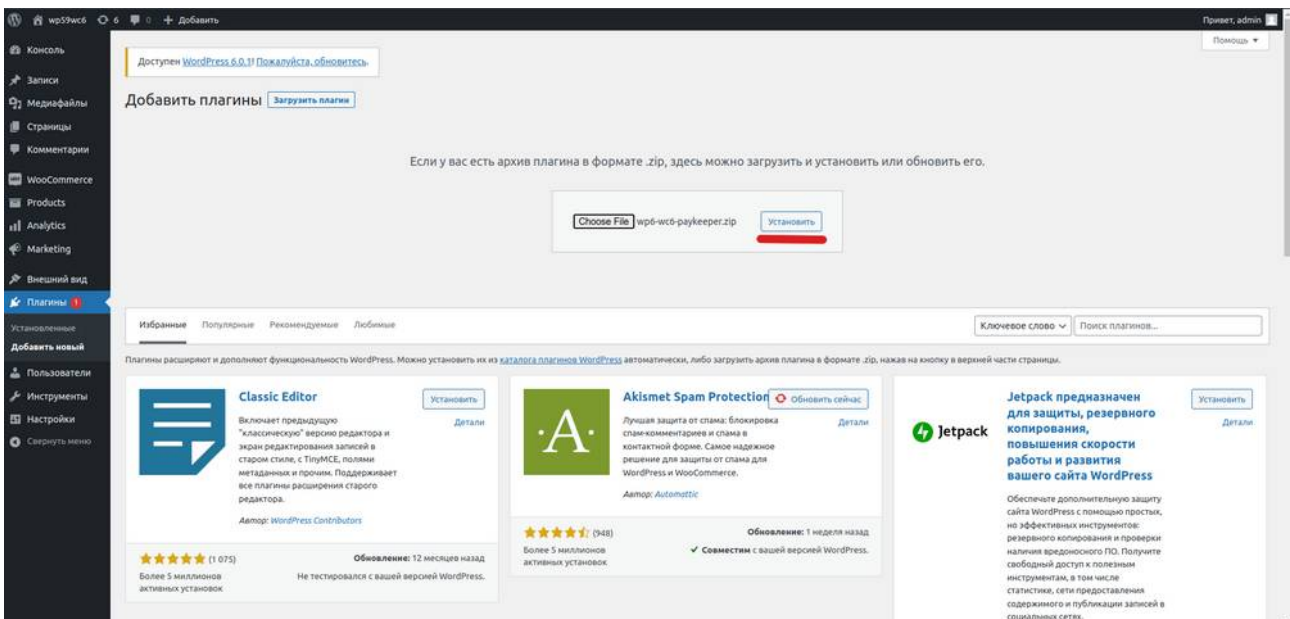 wp59wc6 6 0 + Добавить
Привет, admin
Помощь ▼
Консоль
Записи
Медиафайлы
Страницы
Комментарии
WooCommerce
Products
Analytics
Marketing
Внешний вид
Плагины 1
Установленные
Добавить новый
Пользователи
Инструменты
Настройки
Свернуть меню
Доступен WordPress 6.0.1! Пожалуйста, обновитесь.
Добавить плагины Загрузить плагин
Если у вас есть архив плагина в формате .zip, здесь можно загрузить и установить или обновить его.
Choose File wp6-wc6-paykeeper.zip Установить
Избранные Популярные Рекомендуемые Любимые
Ключевое слово Поиск плагинов...
Плагины расширяют и дополняют функциональность WordPress. Можно установить их из каталога плагинов WordPress автоматически, либо загрузить архив плагина в формате .zip, нажав на кнопку в верхней части страницы.
Classic Editor
Установить
Детали
Включает предыдущую
"классическую" версию редактора и
экран редактирования записей в
старом стиле, с TinyMCE, полями
метаданных и прочим. Поддерживает
все плагины расширения старого
редактора.
Автор: WordPress Contributors
(1 075)
Более 5 миллионов
активных установок
Обновление: 12 месяцев назад
Не тестировался с вашей версией WordPress.
·A·
Akismet Spam Protection
Обновить сейчас
Детали
Лучшая защита от спама: блокировка
спам-комментариев и спама в
контактной форме. Самое надежное
решение для защиты от спама для
WordPress и WooCommerce.
Автор: Automattic
(948)
Более 5 миллионов
активных установок
Обновление: 1 неделя назад
✔ Совместим с вашей версией WordPress.
Jetpack
Jetpack предназначен
для защиты, резервного
копирования,
повышения скорости
работы и развития
вашего сайта WordPress
Установить
Детали
Обеспечьте дополнительную защиту
сайта WordPress с помощью простых,
но эффективных инструментов:
резервного копирования и проверки
наличия вредоносного ПО. Получите
свободный доступ к полезным
инструментам, в том числе
статистике, сети предоставления
содержимого и публикации записей в
социальных сетях.